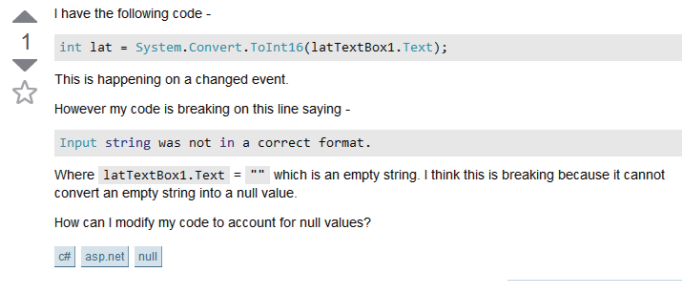 I have the following code -
1
int lat = System.Convert.ToInt16(latTextBox1.Text);
This is happening on a changed event.
However my code is breaking on this line saying -
Input string was not in a correct format.
Where latTextBox1.Text = "" which is an empty string. I think this is breaking because it cannot
convert an empty string into a null value.
How can I modify my code to account for null values?
c# asp.net null